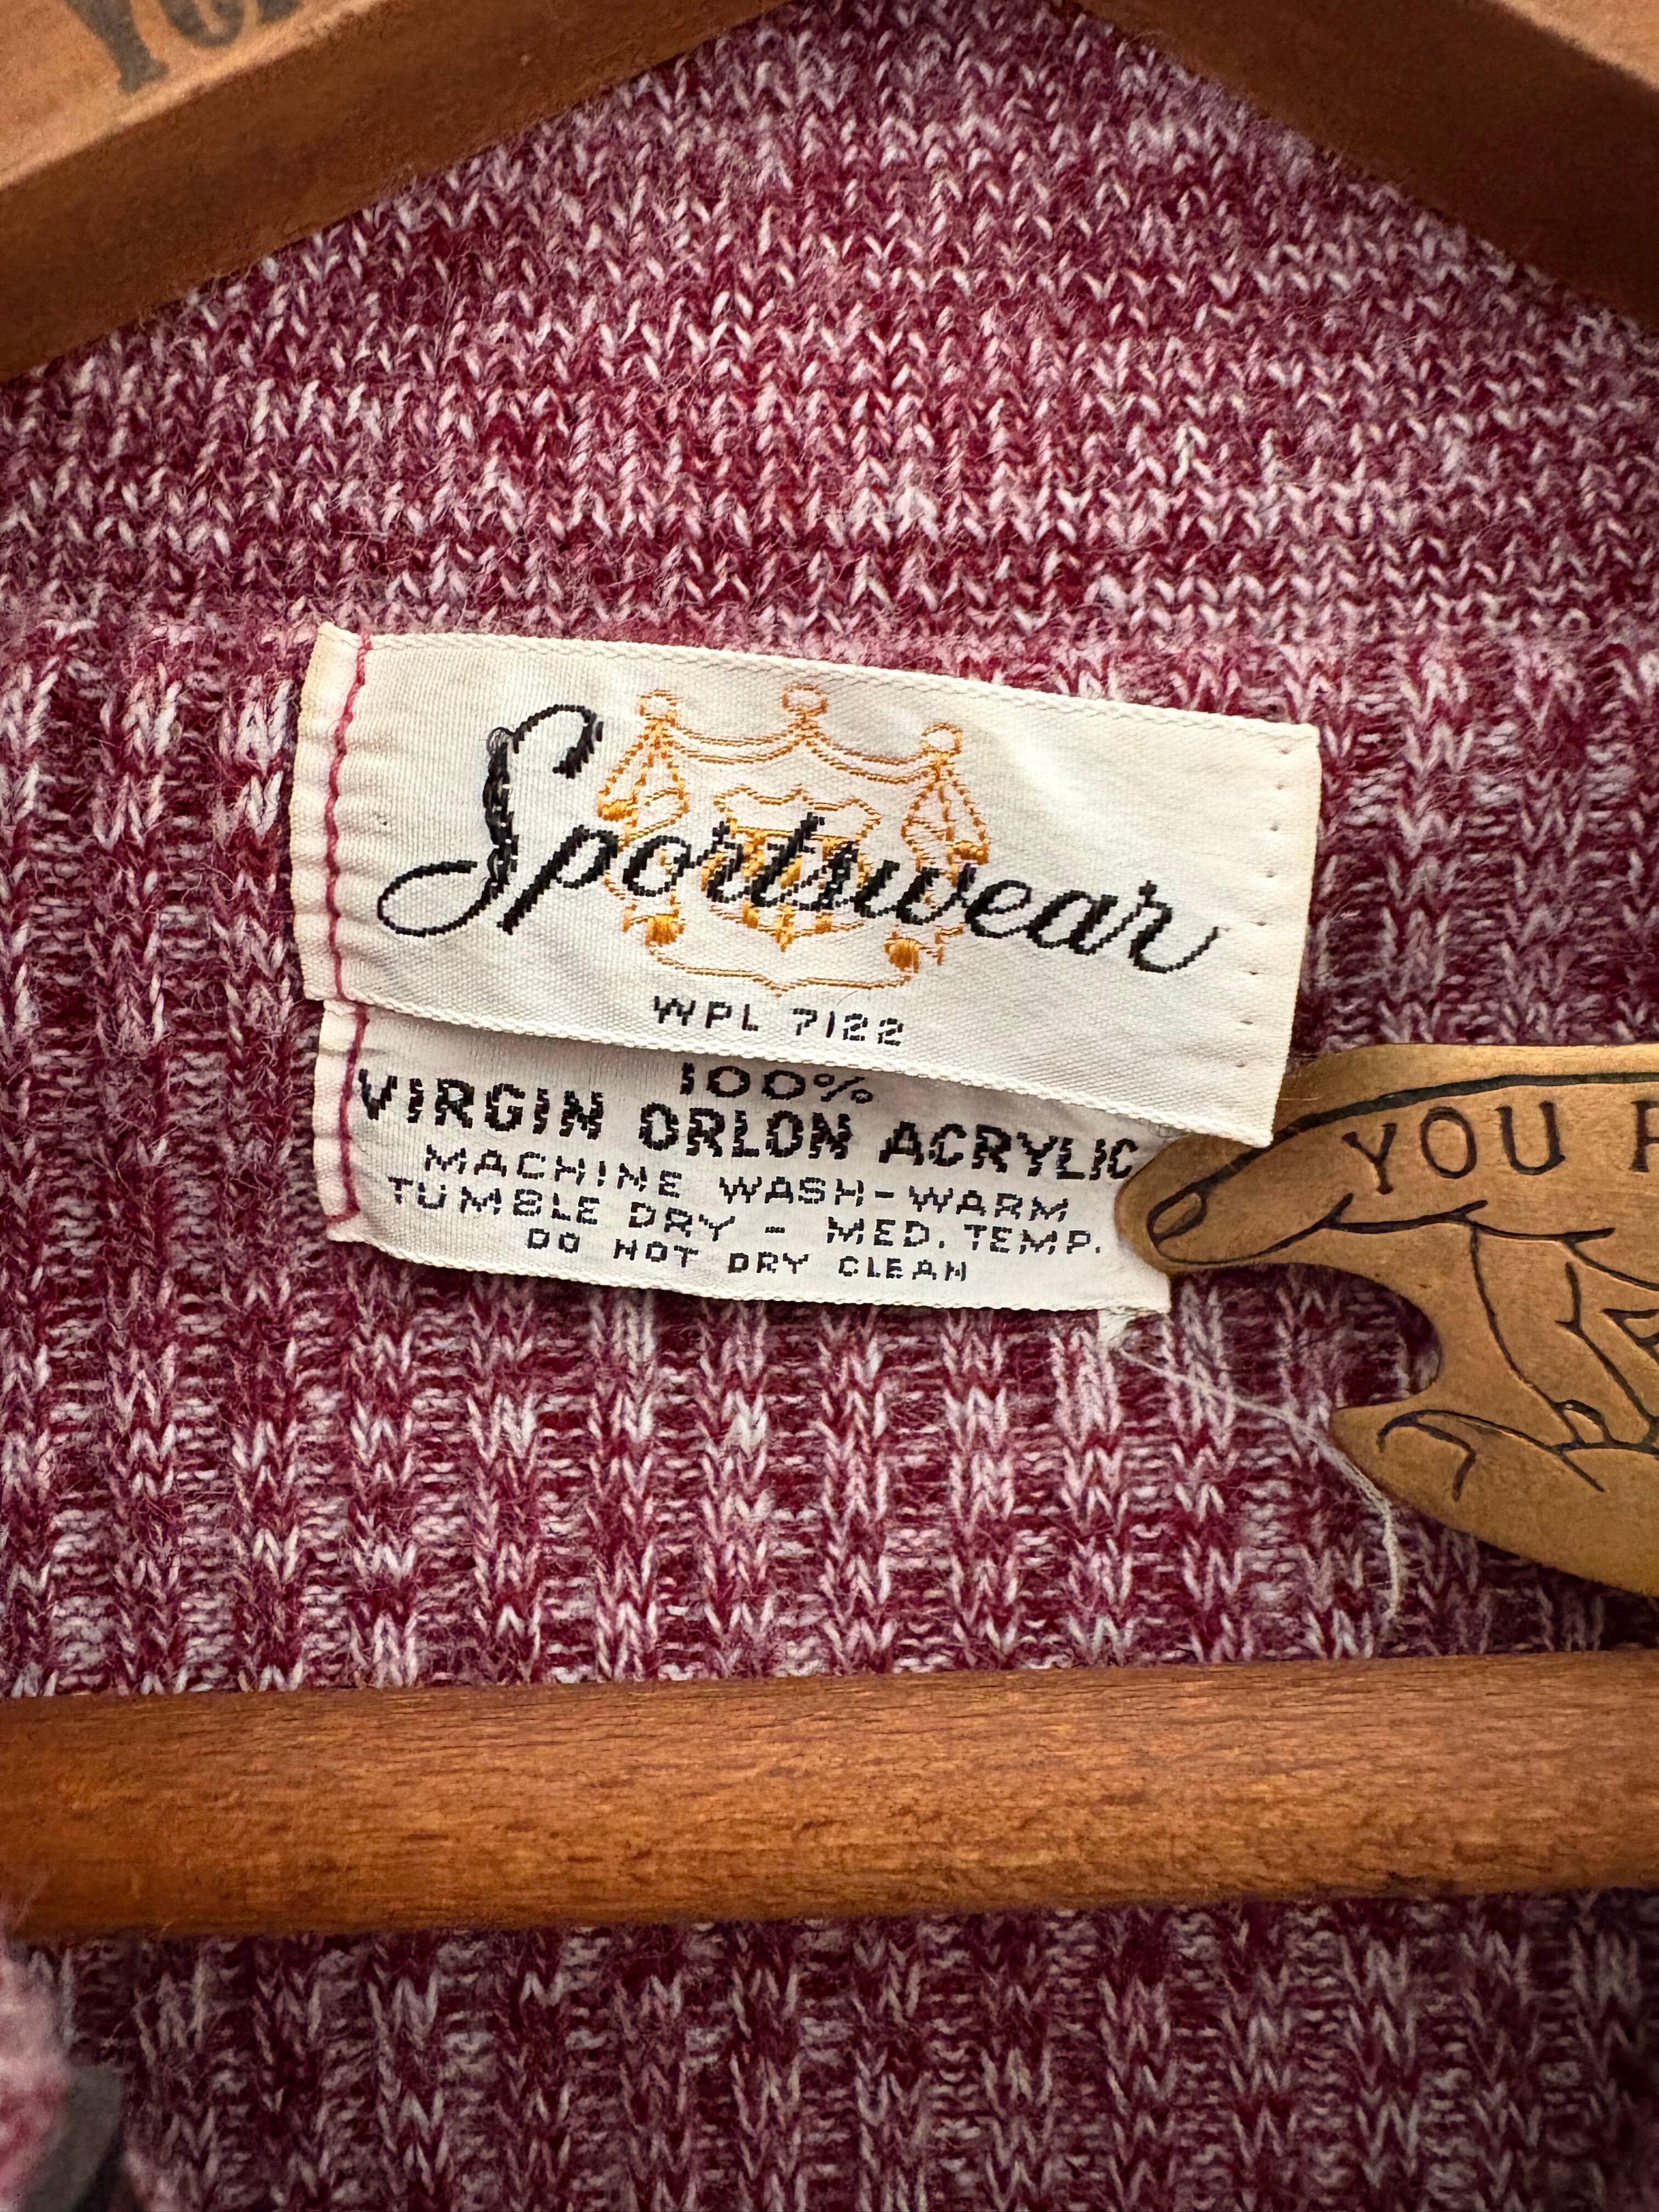 Sportswear
WPL 7122
100%
VIRGIN ORLON ACRYLIC
MACHINE WASH-WARM
TUMBLE DRY - MED. TEMP.
DO NOT DRY CLEAN
YOU